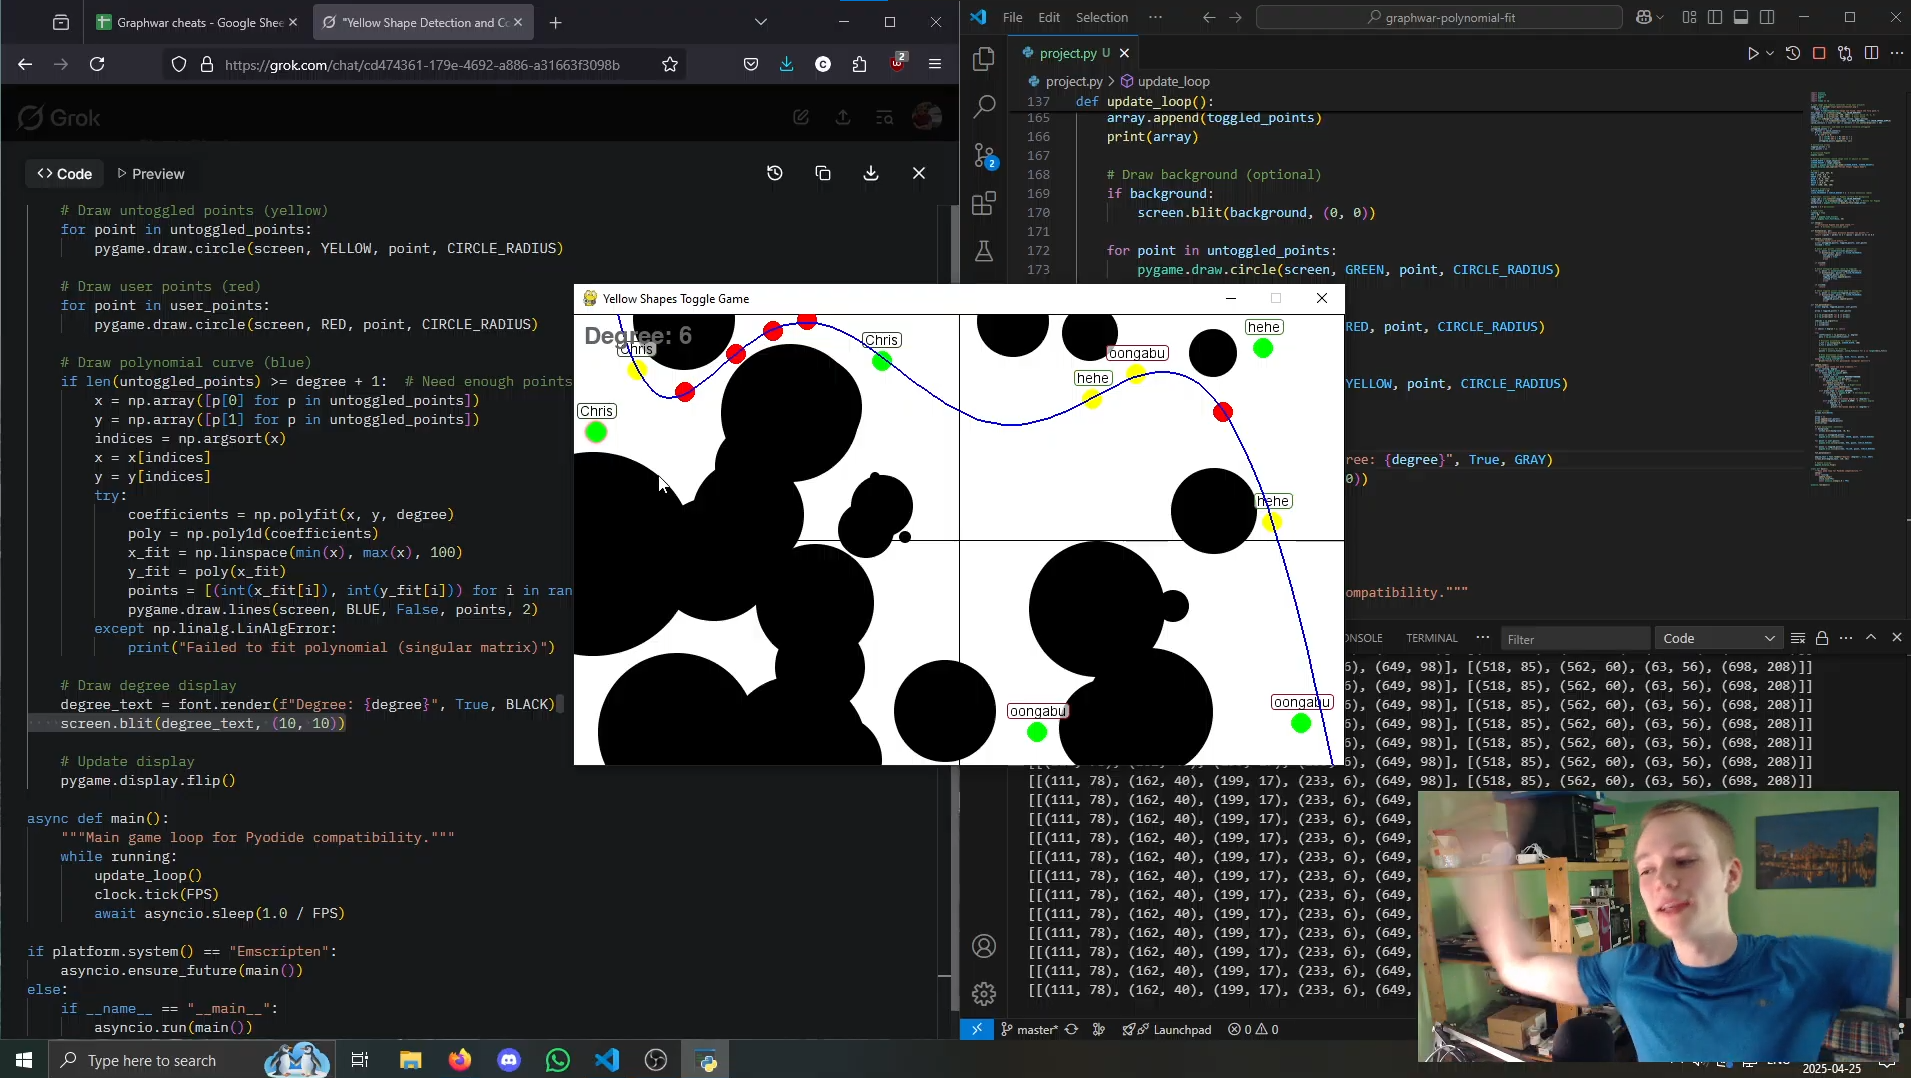 Graphwar cheats - Google She
"Yellow Shape Detection and Co
https://grok.com/chat/cd474361-179e-4692-a886-a31663f3098b
2
Grok
Code
Preview
# Draw untoggled points (yellow)
for point in untoggled_points:
pygame.draw.circle(screen, YELLOW, point, CIRCLE_RADIUS)
# Draw user points (red)
for point in user_points:
pygame.draw.circle(screen, RED, point, CIRCLE_RADIUS)
# Draw polynomial curve (blue)
if len(untoggled_points) >= degree + 1:  # Need enough points
x = np.array([p[0] for p in untoggled_points])
y = np.array([p[1] for p in untoggled_points])
indices = np.argsort(x)
x = x[indices]
y = y[indices]
try:
coefficients = np.polyfit(x, y, degree)
poly = np.poly1d(coefficients)
x_fit = np.linspace(min(x), max(x), 100)
y_fit = poly(x_fit)
points = [(int(x_fit[i]), int(y_fit[i])) for i in ran
pygame.draw.lines(screen, BLUE, False, points, 2)
except np.linalg.LinAlgError:
print("Failed to fit polynomial (singular matrix)")
# Draw degree display
degree_text = font.render(f"Degree: {degree}", True, BLACK)
screen.blit(degree_text, (10, 10))
# Update display
pygame.display.flip()
async def main():
"""Main game loop for Pyodide compatibility."""
while running:
update_loop()
clock.tick(FPS)
await asyncio.sleep(1.0 / FPS)
if platform.system() == "Emscripten":
asyncio.ensure_future(main())
else:
if __name__ == "__main__":
asyncio.run(main())
Yellow Shapes Toggle Game
Degree: 6
Chris
Chris
Chris
hehe
oongabu
hehe
hehe
oongabu
oongabu
File Edit Selection ···
graphwar-polynomial-fit
project.py U
project.py > update_loop
137 def update_loop():
165 array.append(toggled_points)
166 print(array)
167
168 # Draw background (optional)
169 if background:
170 screen.blit(background, (0, 0))
171
172 for point in untoggled_points:
173 pygame.draw.circle(screen, GREEN, point, CIRCLE_RADIUS)
RED, point, CIRCLE_RADIUS)
YELLOW, point, CIRCLE_RADIUS)
ree: {degree}", True, GRAY)
0))
compatibility."""
2
ONSOLE TERMINAL ··· Filter Code
), (649, 98)], [(518, 85), (562, 60), (63, 56), (698, 208)]]
), (649, 98)], [(518, 85), (562, 60), (63, 56), (698, 208)]]
), (649, 98)], [(518, 85), (562, 60), (63, 56), (698, 208)]]
), (649, 98)], [(518, 85), (562, 60), (63, 56), (698, 208)]]
), (649, 98)], [(518, 85), (562, 60), (63, 56), (698, 208)]]
), (649, 98)], [(518, 85), (562, 60), (63, 56), (698, 208)]]
[[(111, 78), (162, 40), (199, 17), (233, 6), (649, 98)], [(518, 85), (562, 60), (63, 56), (698, 208)]]
[[(111, 78), (162, 40), (199, 17), (233, 6), (649,
[[(111, 78), (162, 40), (199, 17), (233, 6), (649,
[[(111, 78), (162, 40), (199, 17), (233, 6), (649,
[[(111, 78), (162, 40), (199, 17), (233, 6), (649,
[[(111, 78), (162, 40), (199, 17), (233, 6), (649,
[[(111, 78), (162, 40), (199, 17), (233, 6), (649,
[[(111, 78), (162, 40), (199, 17), (233, 6), (649,
[[(111, 78), (162, 40), (199, 17), (233, 6), (649,
[[(111, 78), (162, 40), (199, 17), (233, 6), (649,
[[(111, 78), (162, 40), (199, 17), (233, 6), (649,
[[(111, 78), (162, 40), (199, 17), (233, 6), (649,
master* Launchpad 0 0
Type here to search
2025-04-25